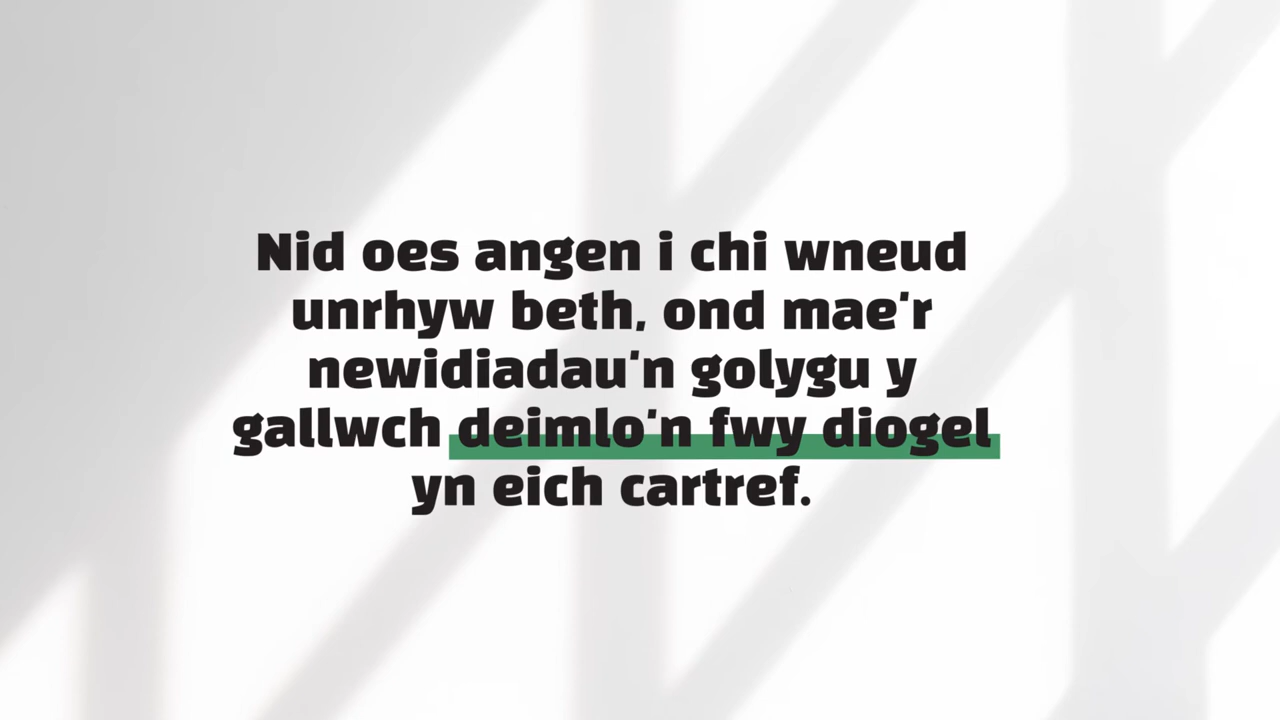 Nid oes angen i chi wneud
unrhyw beth, ond mae'r
newidiadau'n golygu y
gallwch deimlo'n fwy diogel
yn eich cartref.